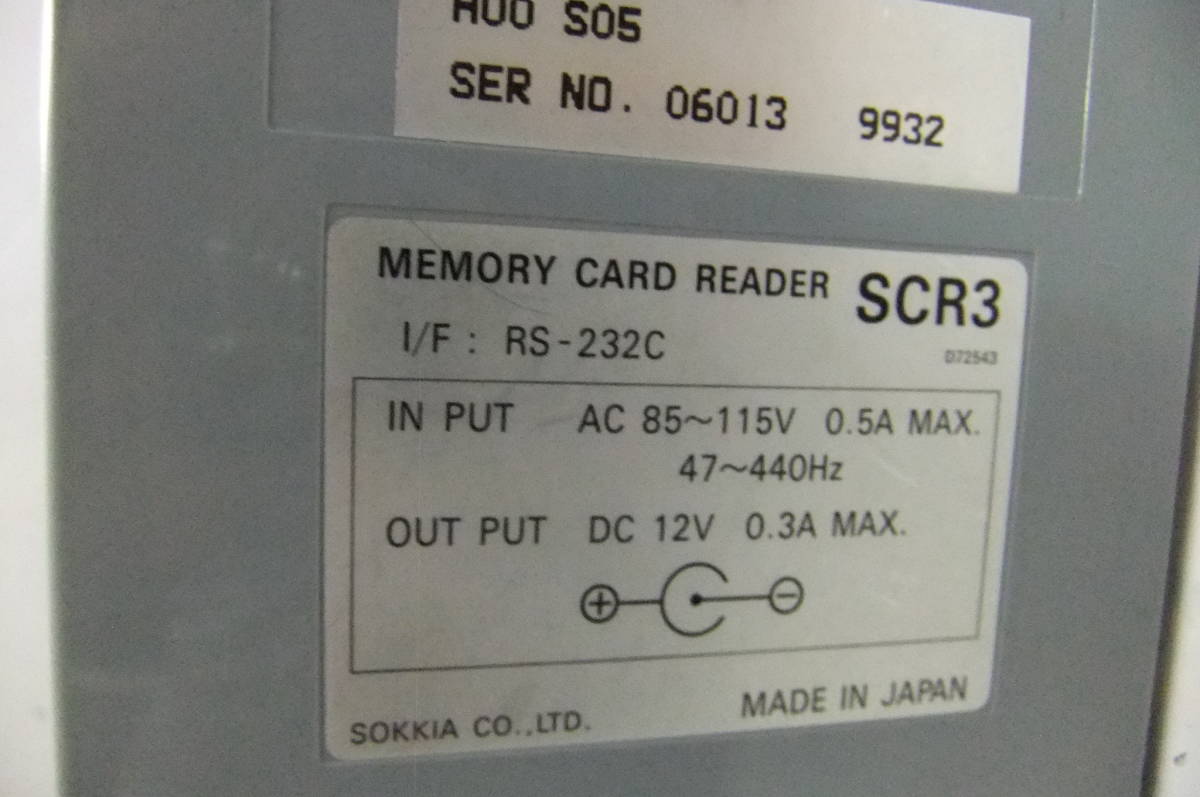 S05
SER NO. 06013 9932
MEMORY CARD READER SCR3
I/F : RS-232C
D72543
IN PUT AC 85~115V 0.5A MAX.
47~440Hz
OUT PUT DC 12V 0.3A MAX.
SOKKIA CO.,LTD.
MADE IN JAPAN